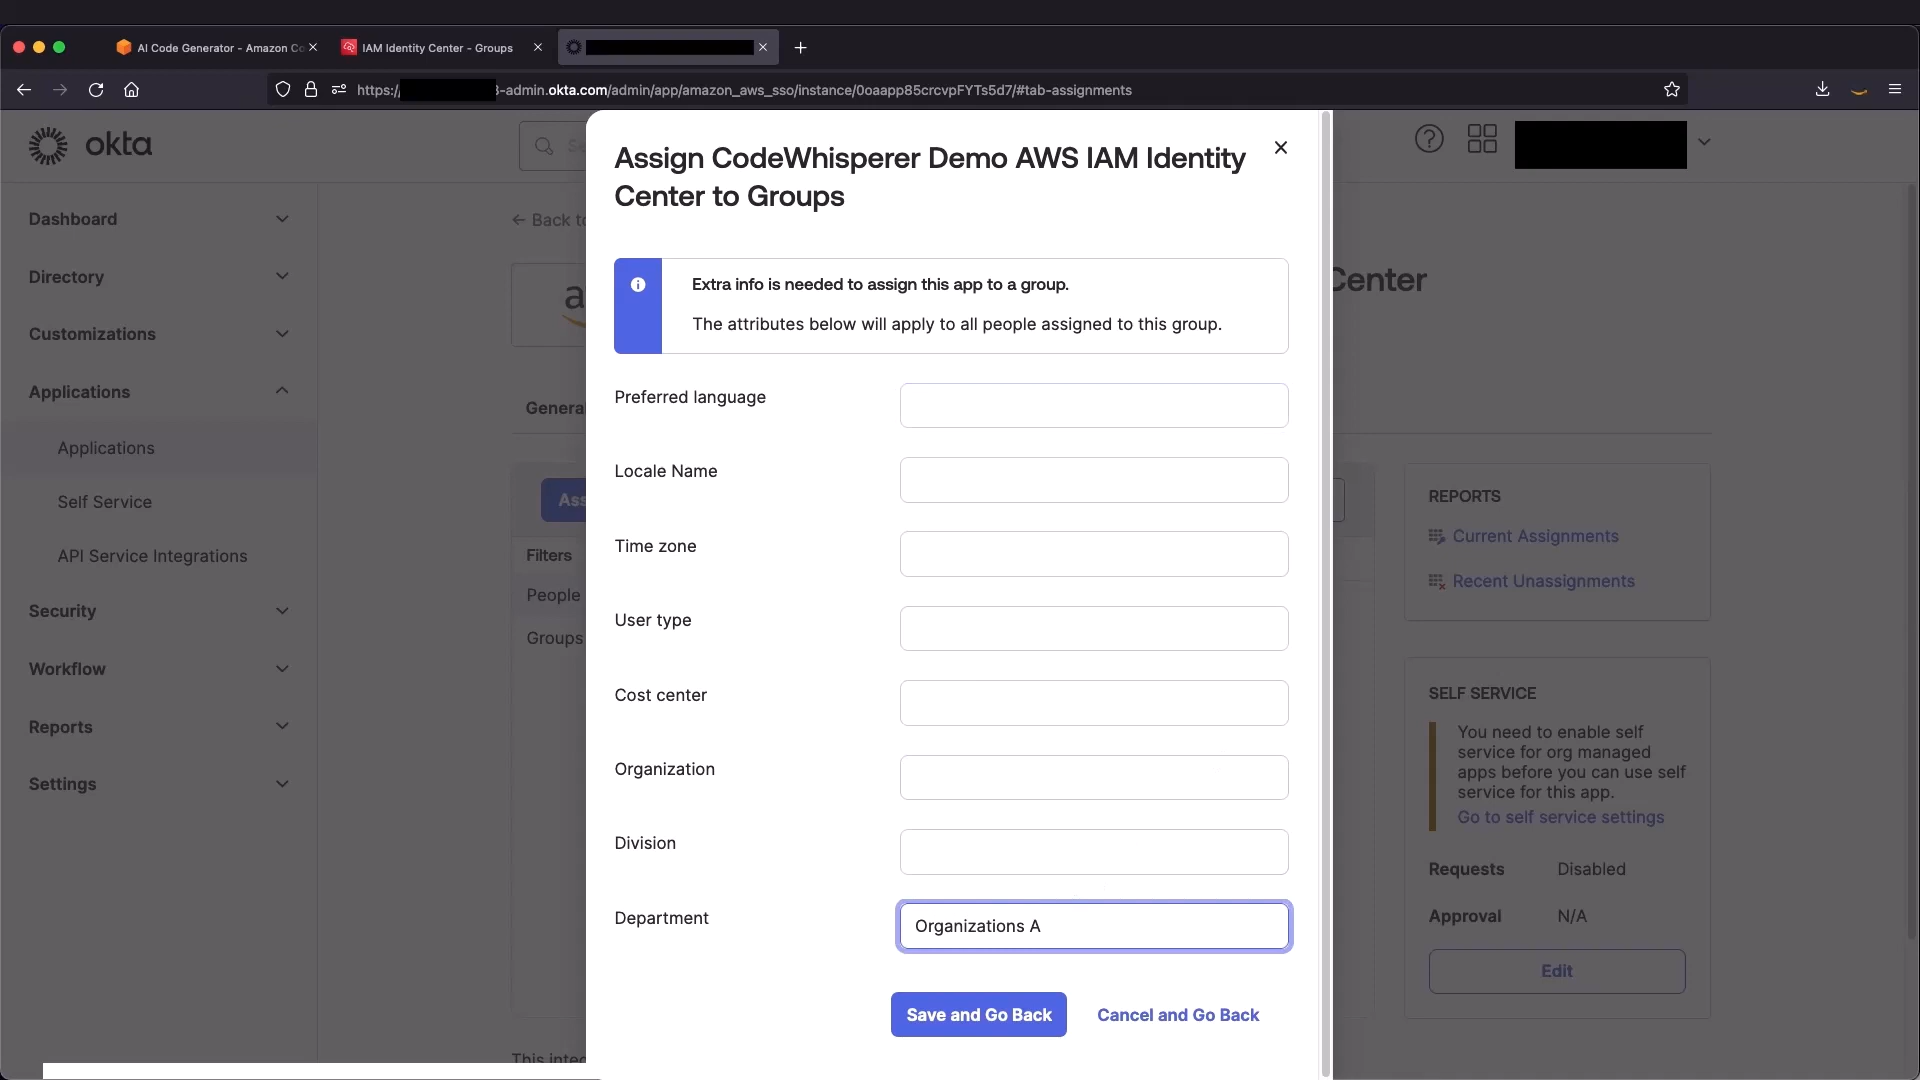 AI Code Generator - Amazon Co
IAM Identity Center - Groups
https:/
-admin.okta.com/admin/app/amazon_aws_sso/instance/0oaapp85crcvpFYTs5d7/#tab-assignments
okta
Dashboard
Directory
Customizations
Applications
Applications
Self Service
API Service Integrations
Security
Workflow
Reports
Settings
← Back to
Center
General
Filters
People
Groups
Assign CodeWhisperer Demo AWS IAM Identity
Center to Groups
Extra info is needed to assign this app to a group.
The attributes below will apply to all people assigned to this group.
Preferred language
Locale Name
Time zone
User type
Cost center
Organization
Division
Department
Organizations A
Save and Go Back
Cancel and Go Back
REPORTS
Current Assignments
Recent Unassignments
SELF SERVICE
You need to enable self
service for org managed
apps before you can use self
service for this app.
Go to self service settings
Requests Disabled
Approval N/A
Edit
This